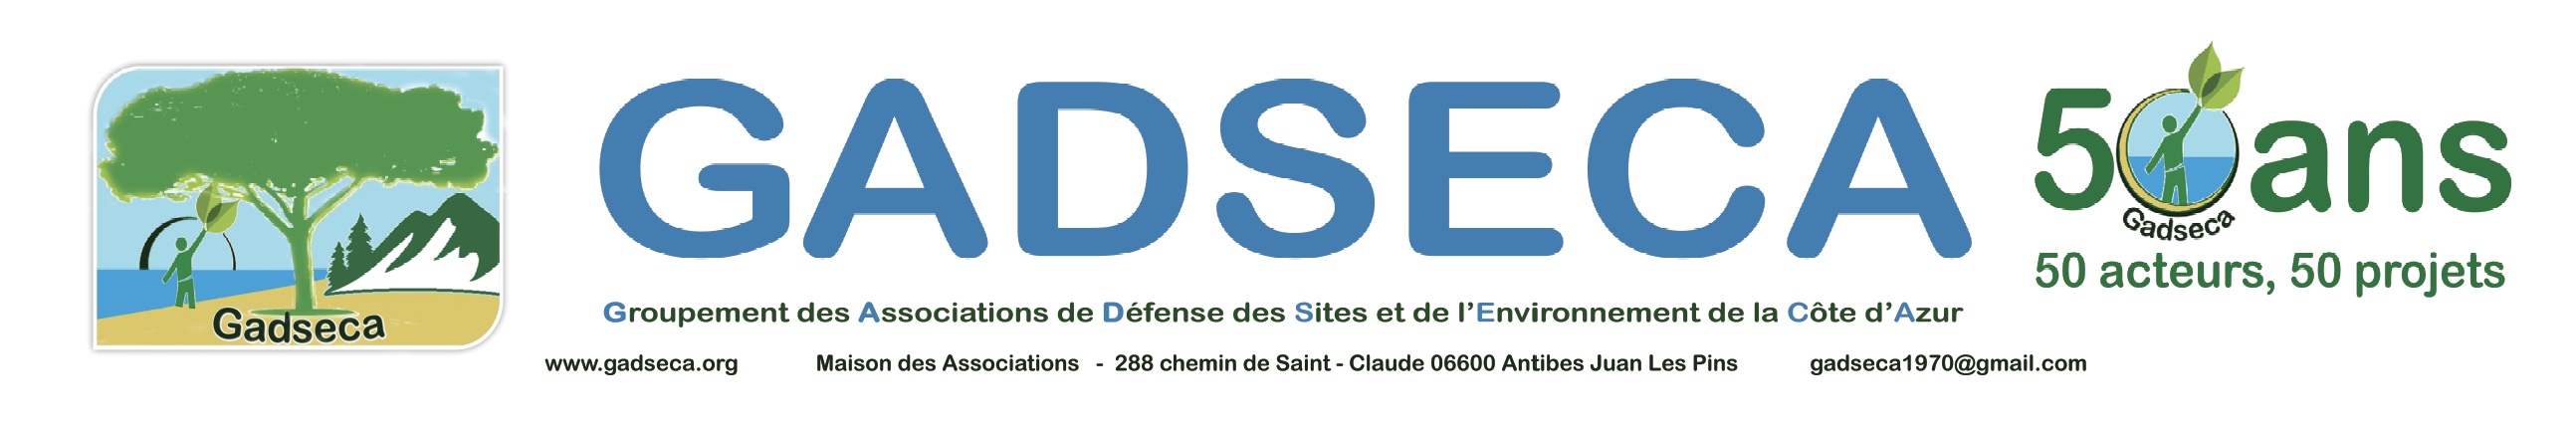 Gadseca
GADSECA
Groupement des Associations de Défense des Sites et de l'Environnement de la Côte d'Azur
www.gadseca.org Maison des Associations - 288 chemin de Saint - Claude 06600 Antibes Juan Les Pins gadseca1970@gmail.com
50 ans
Gadseca
50 acteurs, 50 projets